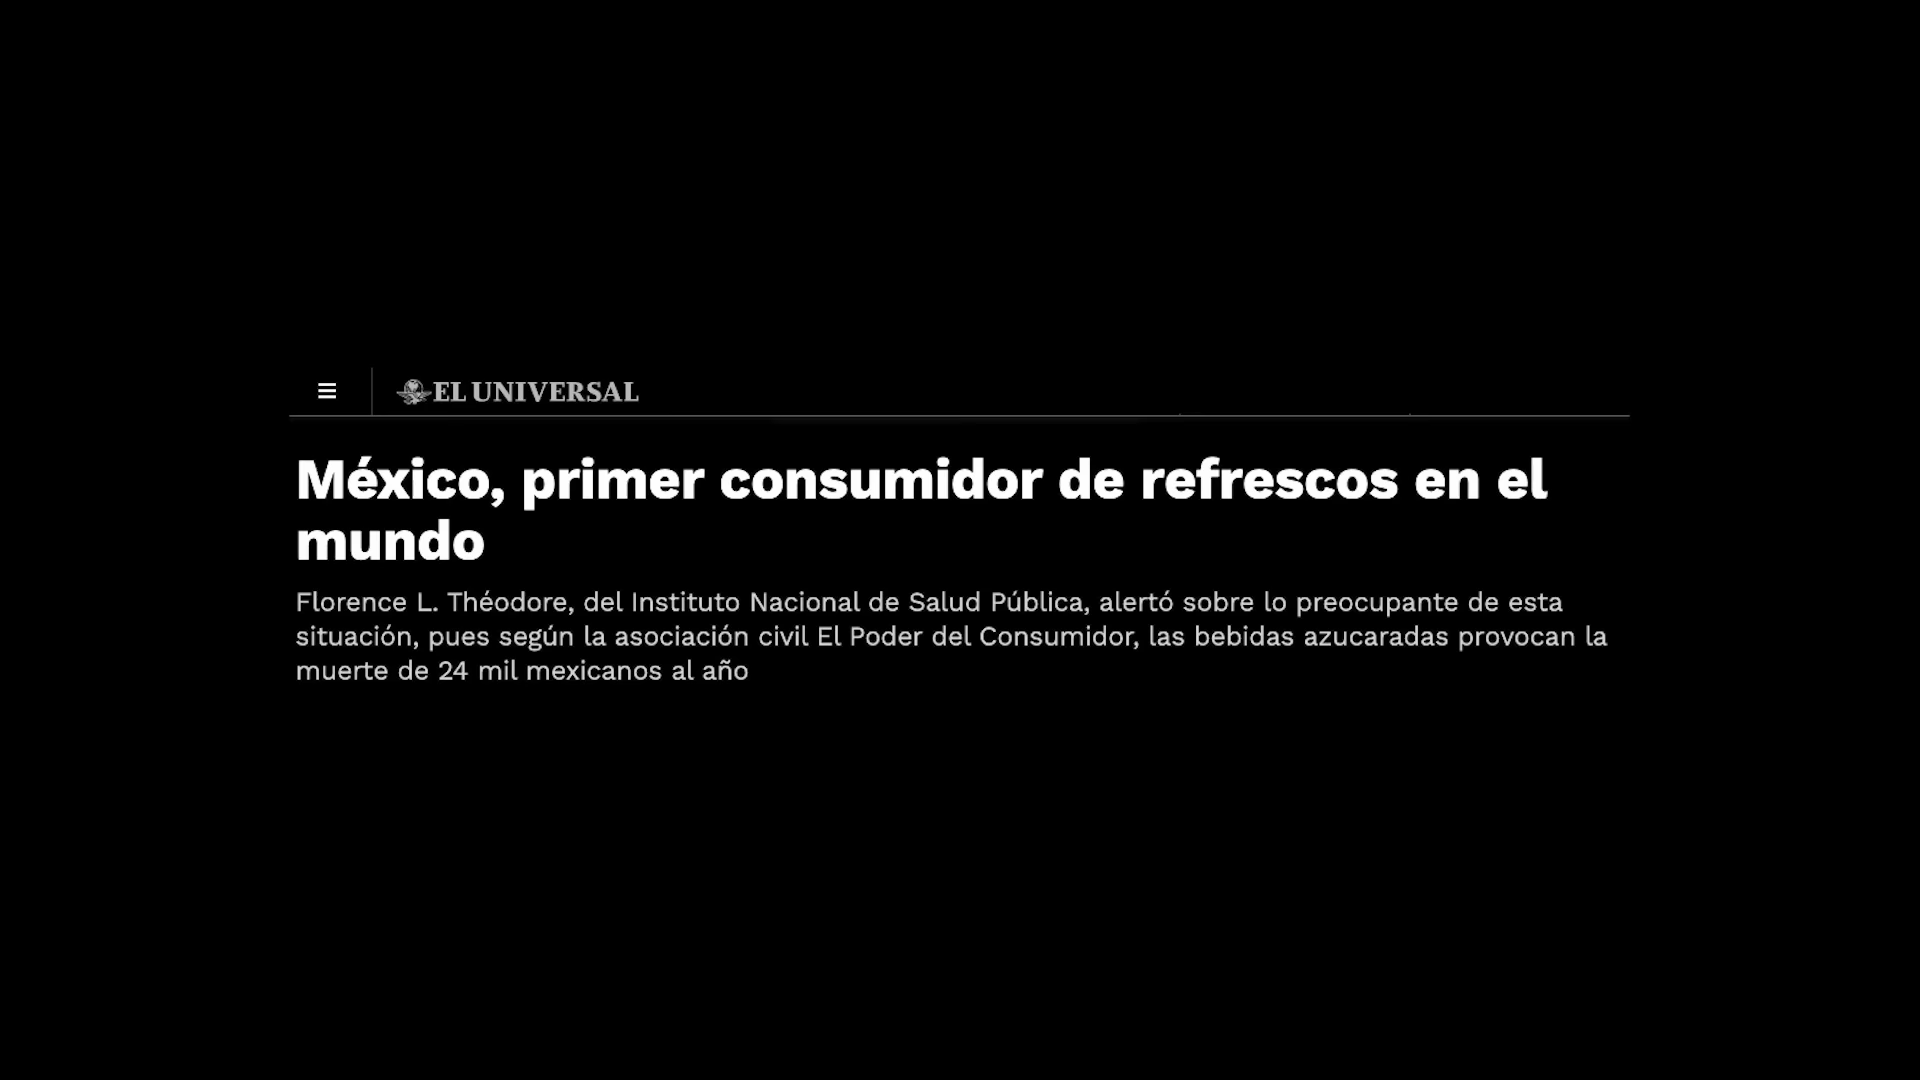 EL UNIVERSAL
México, primer consumidor de refrescos en el
mundo
Florence L. Théodore, del Instituto Nacional de Salud Pública, alertó sobre lo preocupante de esta
situación, pues según la asociación civil El Poder del Consumidor, las bebidas azucaradas provocan la
muerte de 24 mil mexicanos al año